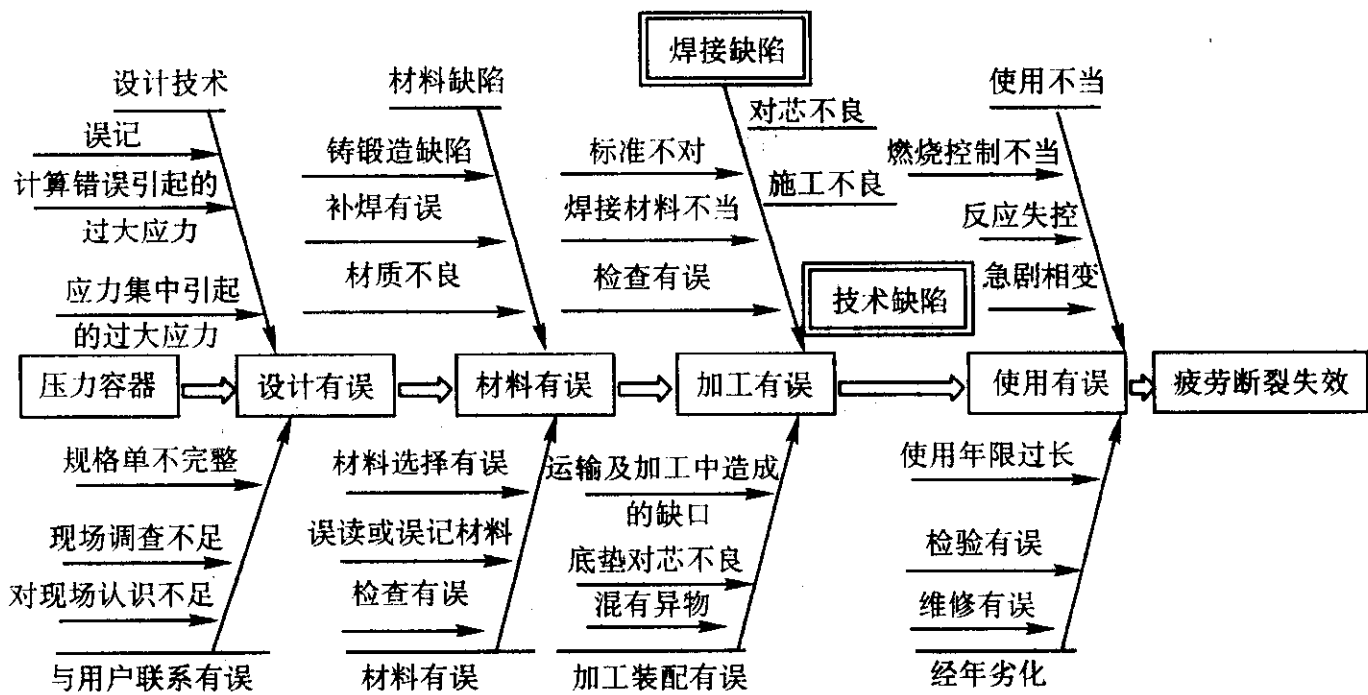 焊接缺陷
设计技术
材料缺陷
使用不当
误记
铸锻造缺陷
标准不对
对芯不良
燃烧控制不当
计算错误引起的
过大应力
补焊有误
焊接材料不当
施工不良
反应失控
应力集中引起
的过大应力
材质不良
检查有误
技术缺陷
急剧相变
压力容器
设计有误
材料有误
加工有误
使用有误
疲劳断裂失效
规格单不完整
材料选择有误
运输及加工中造成
的缺口
使用年限过长
现场调查不足
误读或误记材料
底垫对芯不良
检验有误
对现场认识不足
检查有误
混有异物
维修有误
与用户联系有误
材料有误
加工装配有误
经年劣化